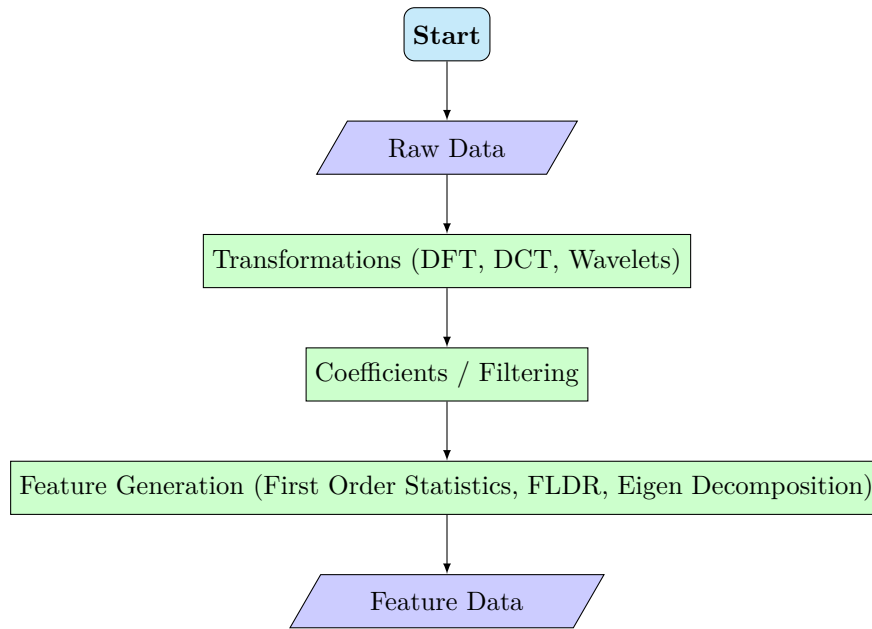 Start
Raw Data
Transformations (DFT, DCT, Wavelets)
Coefficients / Filtering
Feature Generation (First Order Statistics, FLDR, Eigen Decomposition)
Feature Data